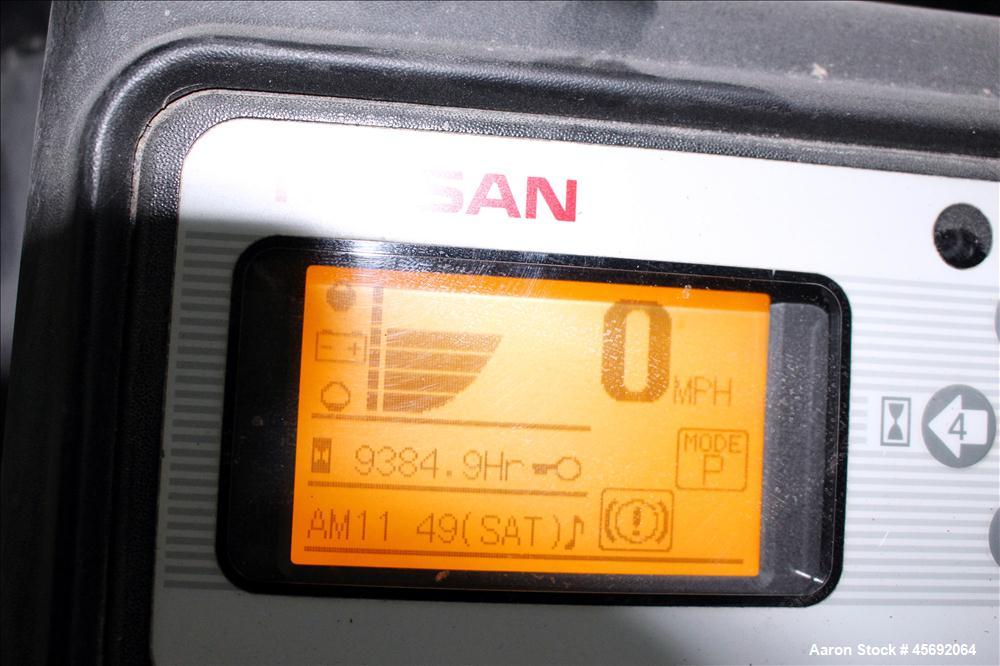 SAN
0 MPH
9384.9Hr
MODE
P
AM11 49(SAT)♪
4
Aaron Stock # 45692064